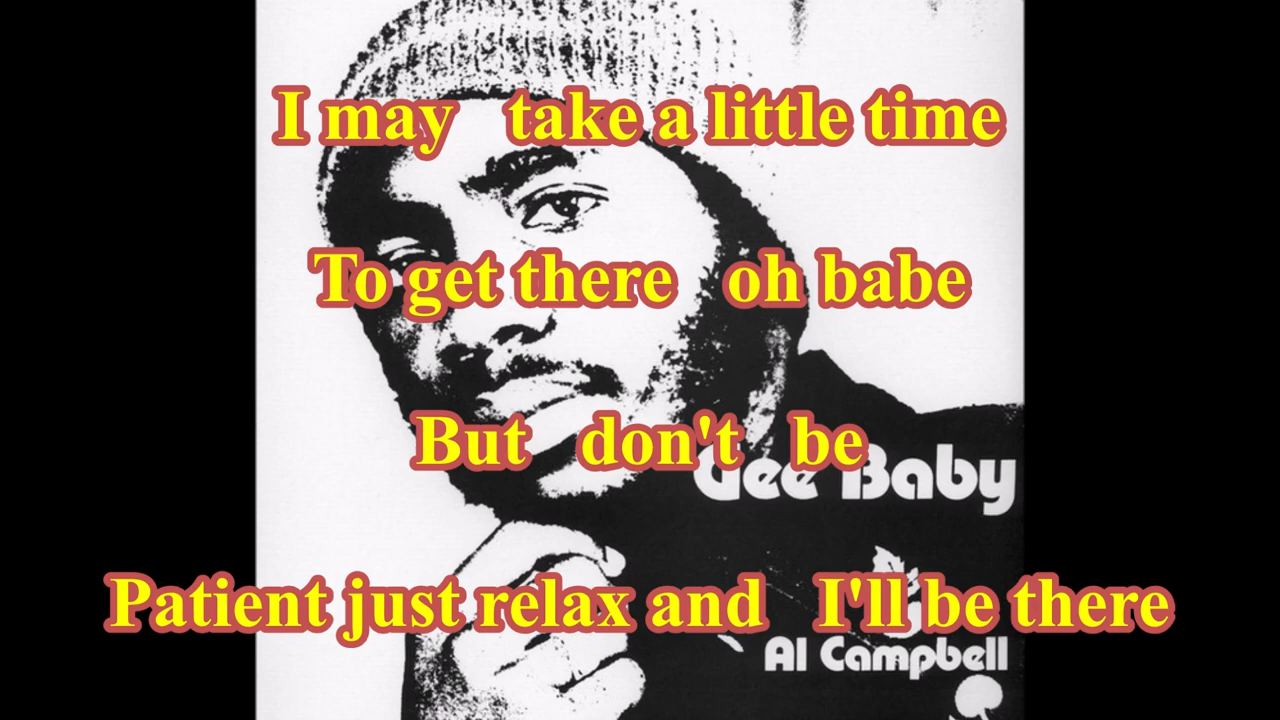 I may take a little time
To get there oh babe
But don't be
Gee Baby
Patient just relax and I'll be there
Al Campbell